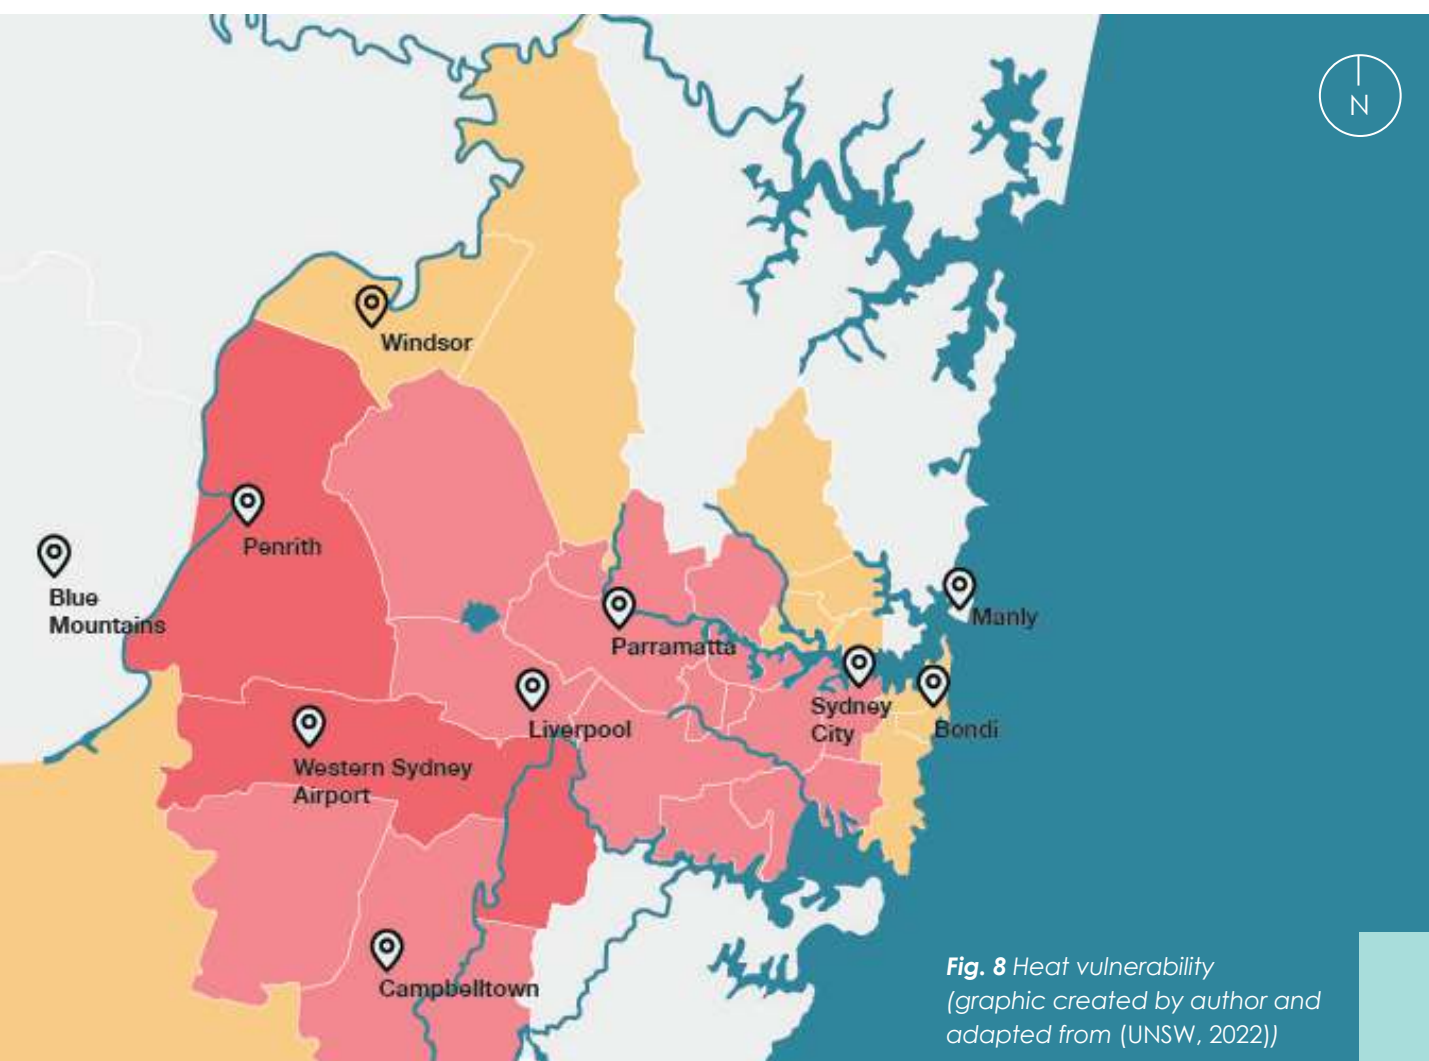 N
Windsor
Penrith
Blue
Mountains
Parramatta
Manly
Liverpool
Sydney
City
Bondi
Western Sydney
Airport
Campbelltown
Fig. 8 Heat vulnerability
(graphic created by author and
adapted from (UNSW, 2022))